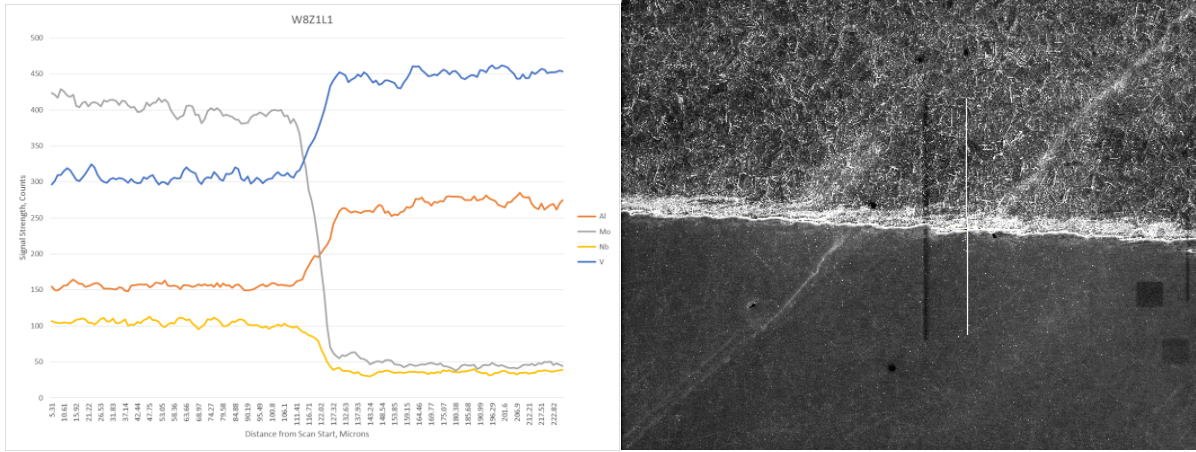 W8Z1L1
500
450
400
350
300
250
200
150
100
50
0
Signal Strength, Counts
5.31 10.61 15.92 21.22 26.53 31.83 37.14 42.44 47.75 53.05 58.36 63.66 68.97 74.27 79.58 84.88 90.19 95.49 100.8 106.1 111.41 116.71 122.02 127.32 132.63 137.93 143.24 148.54 153.85 159.15 164.46 169.77 175.07 180.38 185.68 190.99 196.29 201.6 206.9 212.21 217.51 222.82
Distance from Scan Start, Microns
Al
Mo
Nb
V